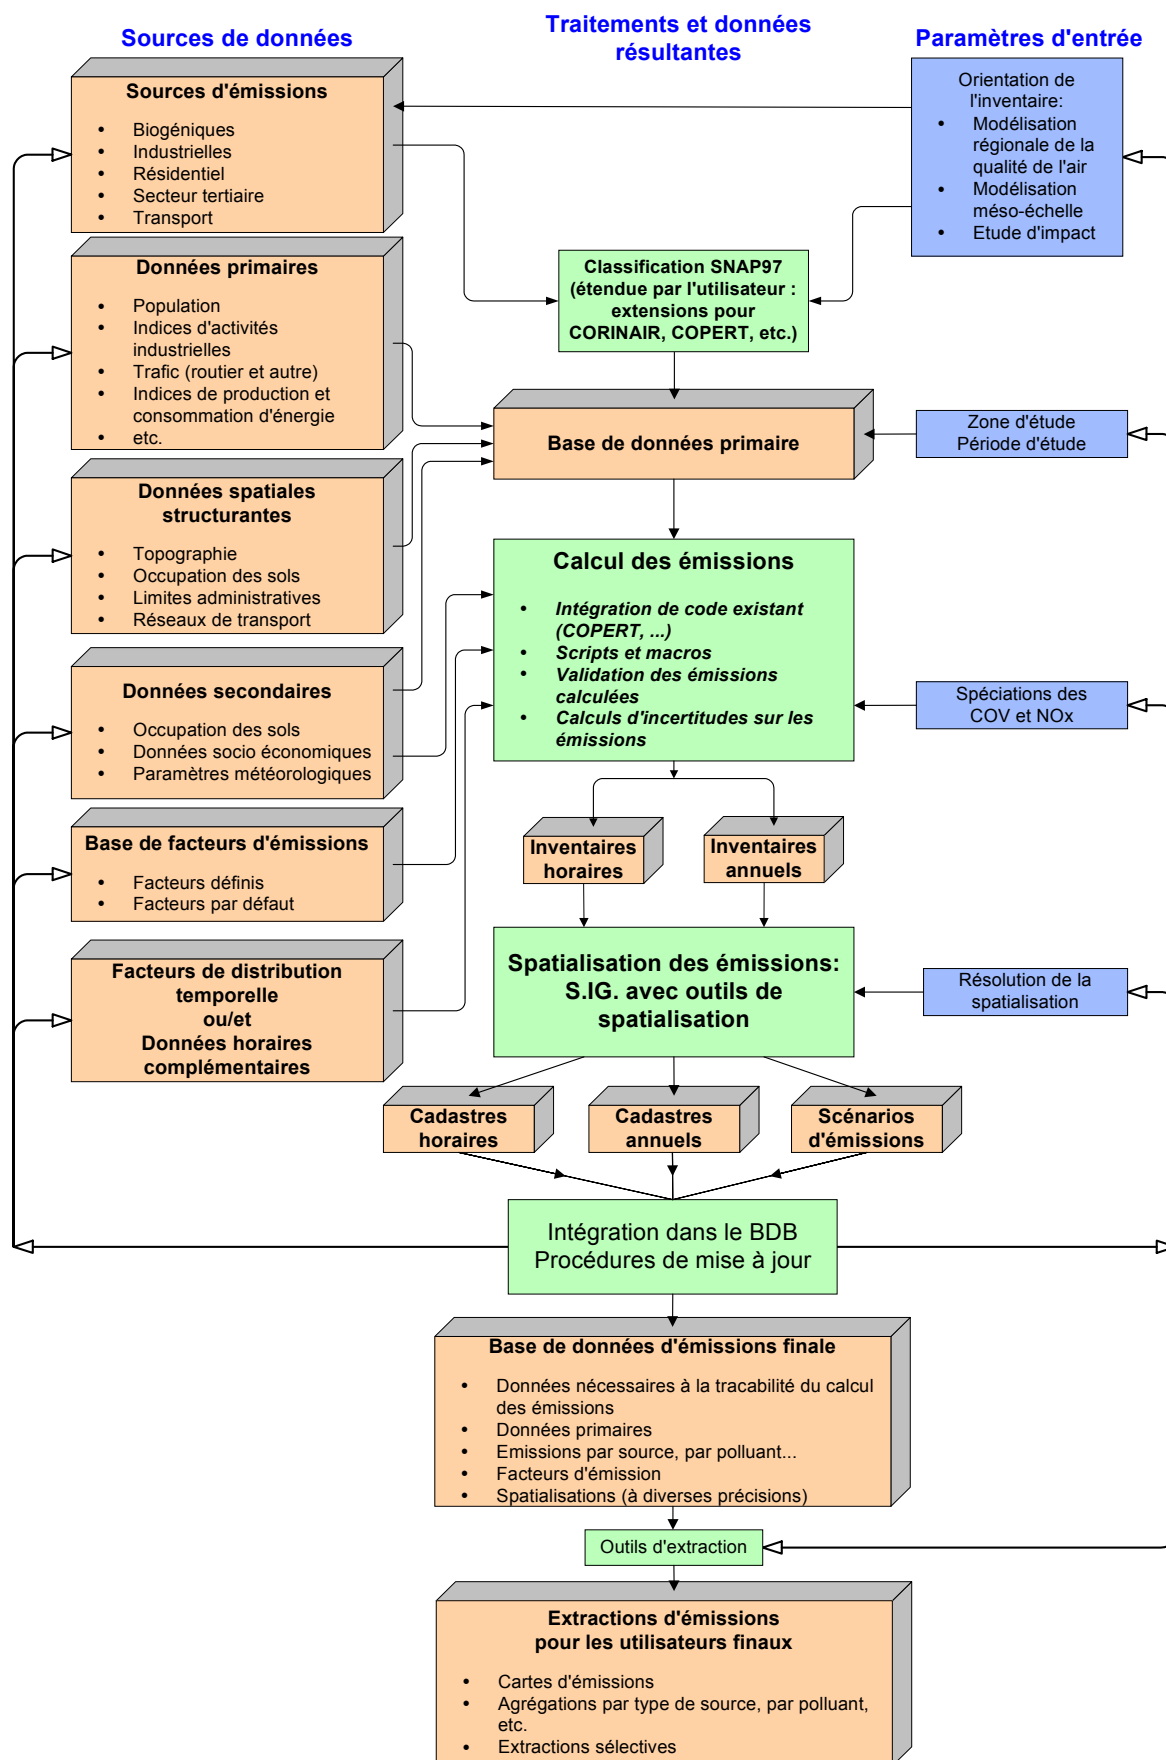 Sources de données
Traitements et données
résultantes
Paramètres d'entrée
Sources d'émissions
• Biogéniques
• Industrielles
• Résidentiel
• Secteur tertiaire
• Transport
Orientation de
l'inventaire:
• Modélisation
régionale de la
qualité de l'air
• Modélisation
méso-échelle
• Etude d'impact
Données primaires
• Population
• Indices d'activités
industrielles
• Trafic (routier et autre)
• Indices de production et
consommation d'énergie
• etc.
Classification SNAP97
(étendue par l'utilisateur :
extensions pour
CORINAIR, COPERT, etc.)
Base de données primaire
Zone d'étude
Période d'étude
Données spatiales
structurantes
• Topographie
• Occupation des sols
• Limites administratives
• Réseaux de transport
Calcul des émissions
• Intégration de code existant
(COPERT, ...)
• Scripts et macros
• Validation des émissions
calculées
• Calculs d'incertitudes sur les
émissions
Données secondaires
• Occupation des sols
• Données socio économiques
• Paramètres météorologiques
Spéciations des
COV et NOx
Base de facteurs d'émissions
• Facteurs définis
• Facteurs par défaut
Inventaires
horaires
Inventaires
annuels
Facteurs de distribution
temporelle
ou/et
Données horaires
complémentaires
Spatialisation des émissions:
S.IG. avec outils de
spatialisation
Résolution de la
spatialisation
Cadastres
horaires
Cadastres
annuels
Scénarios
d'émissions
Intégration dans le BDB
Procédures de mise à jour
Base de données d'émissions finale
• Données nécessaires à la tracabilité du calcul
des émissions
• Données primaires
• Emissions par source, par polluant...
• Facteurs d'émission
• Spatialisations (à diverses précisions)
Outils d'extraction
Extractions d'émissions
pour les utilisateurs finaux
• Cartes d'émissions
• Agrégations par type de source, par polluant,
etc.
• Extractions sélectives